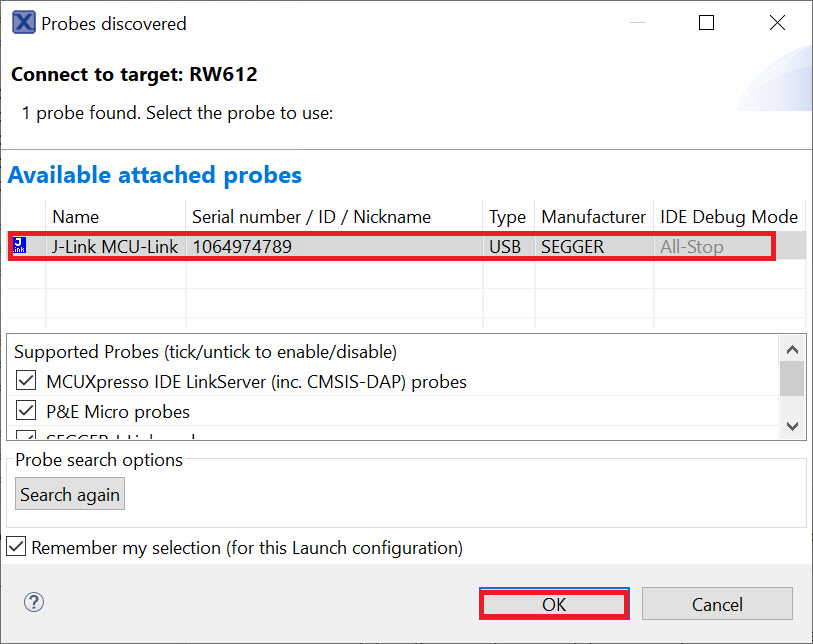 Probes discovered
Connect to target: RW612
1 probe found. Select the probe to use:
Available attached probes
Name Serial number / ID / Nickname Type Manufacturer IDE Debug Mode
J-Link MCU-Link 1064974789 USB SEGGER All-Stop
Supported Probes (tick/untick to enable/disable)
MCUXpresso IDE LinkServer (inc. CMSIS-DAP) probes
P&E Micro probes
Probe search options
Search again
Remember my selection (for this Launch configuration)
OK Cancel